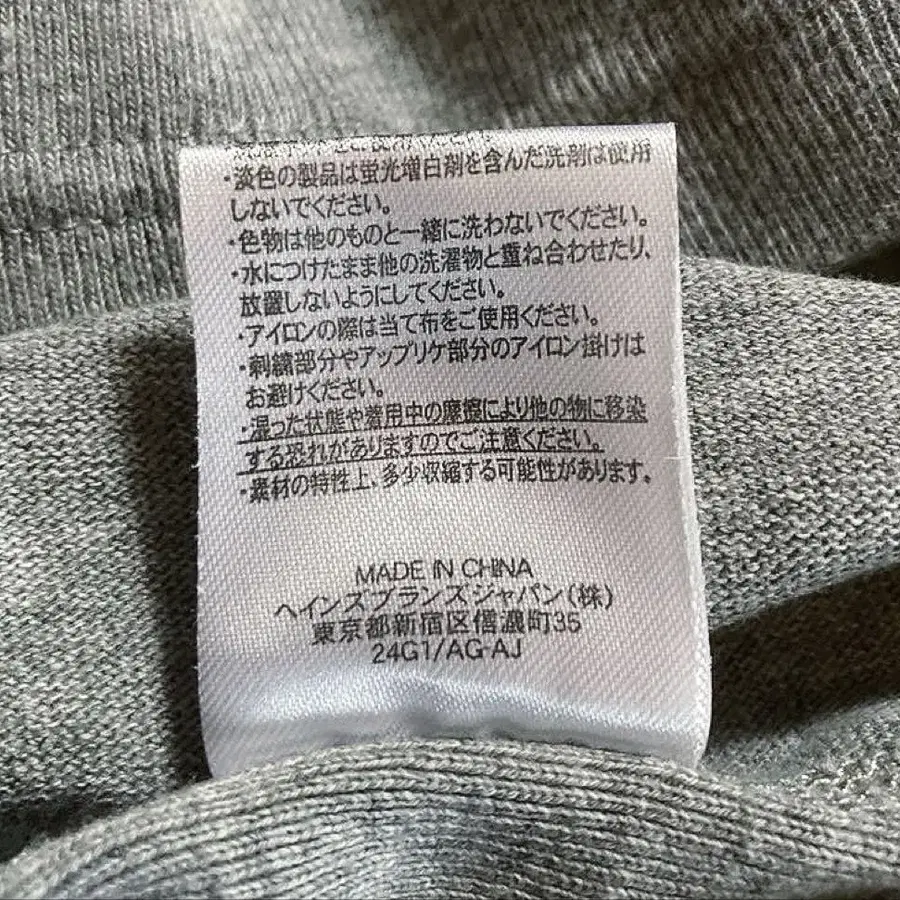 ・淡色の製品は蛍光増白剤を含んだ洗剤は使用
しないでください。
・色物は他のものと一緒に洗わないでください。
・水につけたまま他の洗濯物と重ね合わせたり、
放置しないようにしてください。
・アイロンの際は当て布をご使用ください。
・刺繍部分やアップリケ部分のアイロン掛けは
お避けください。
・湿った状態や着用中の摩擦により他の物に移染
する恐れがありますのでご注意ください。
・素材の特性上、多少収縮する可能性があります。
MADE IN CHINA
ヘインズブランズジャパン(株)
東京都新宿区信濃町35
24G1/AG-AJ